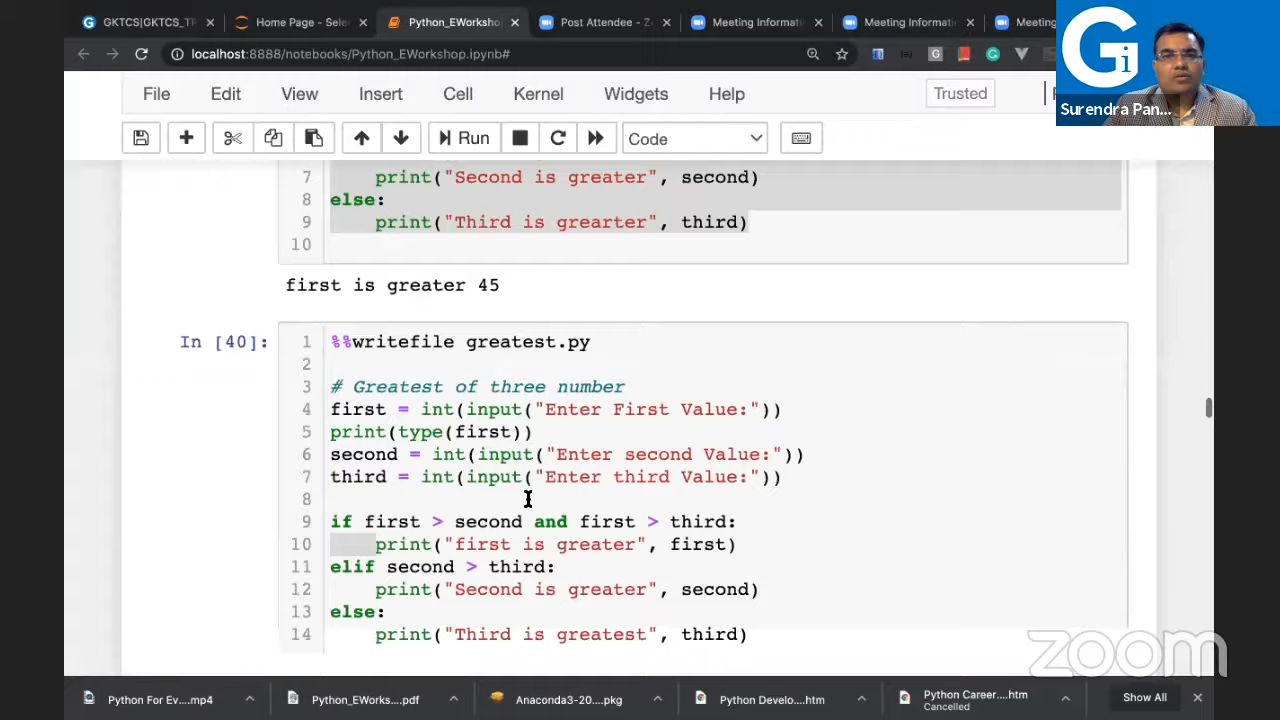 GKTCS|GKTCS_TR
Home Page - Sele
Python_EWorksho
Post Attendee - Z
Meeting Informati
Meeting Informati
Meeting
localhost:8888/notebooks/Python_EWorkshop.ipynb#
Gi
Surendra Pan...
File Edit View Insert Cell Kernel Widgets Help Trusted
Run Code
7 print("Second is greater", second)
8 else:
9 print("Third is grearter", third)
10
first is greater 45
In [40]:
1 %%writefile greatest.py
2
3 # Greatest of three number
4 first = int(input("Enter First Value:"))
5 print(type(first))
6 second = int(input("Enter second Value:"))
7 third = int(input("Enter third Value:"))
8
9 if first > second and first > third:
10 print("first is greater", first)
11 elif second > third:
12 print("Second is greater", second)
13 else:
14 print("Third is greatest", third)
zoom
Python For Ev....mp4
Python_EWorks....pdf
Anaconda3-20....pkg
Python Develo....htm
Python Career....htm
Cancelled
Show All